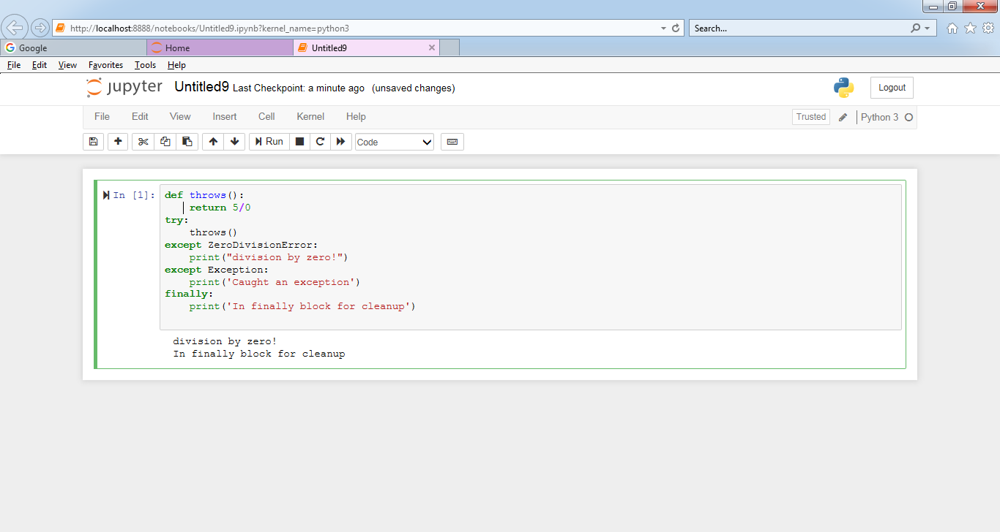 http://localhost:8888/notebooks/Untitled9.ipynb?kernel_name=python3
Search...
Google
Home
Untitled9
File Edit View Favorites Tools Help
jupyter Untitled9 Last Checkpoint: a minute ago (unsaved changes)
Logout
File Edit View Insert Cell Kernel Help
Trusted
Python 3
Run
Code
In [1]:
def throws():
    return 5/0
try:
    throws()
except ZeroDivisionError:
    print("division by zero!")
except Exception:
    print('Caught an exception')
finally:
    print('In finally block for cleanup')
division by zero!
In finally block for cleanup